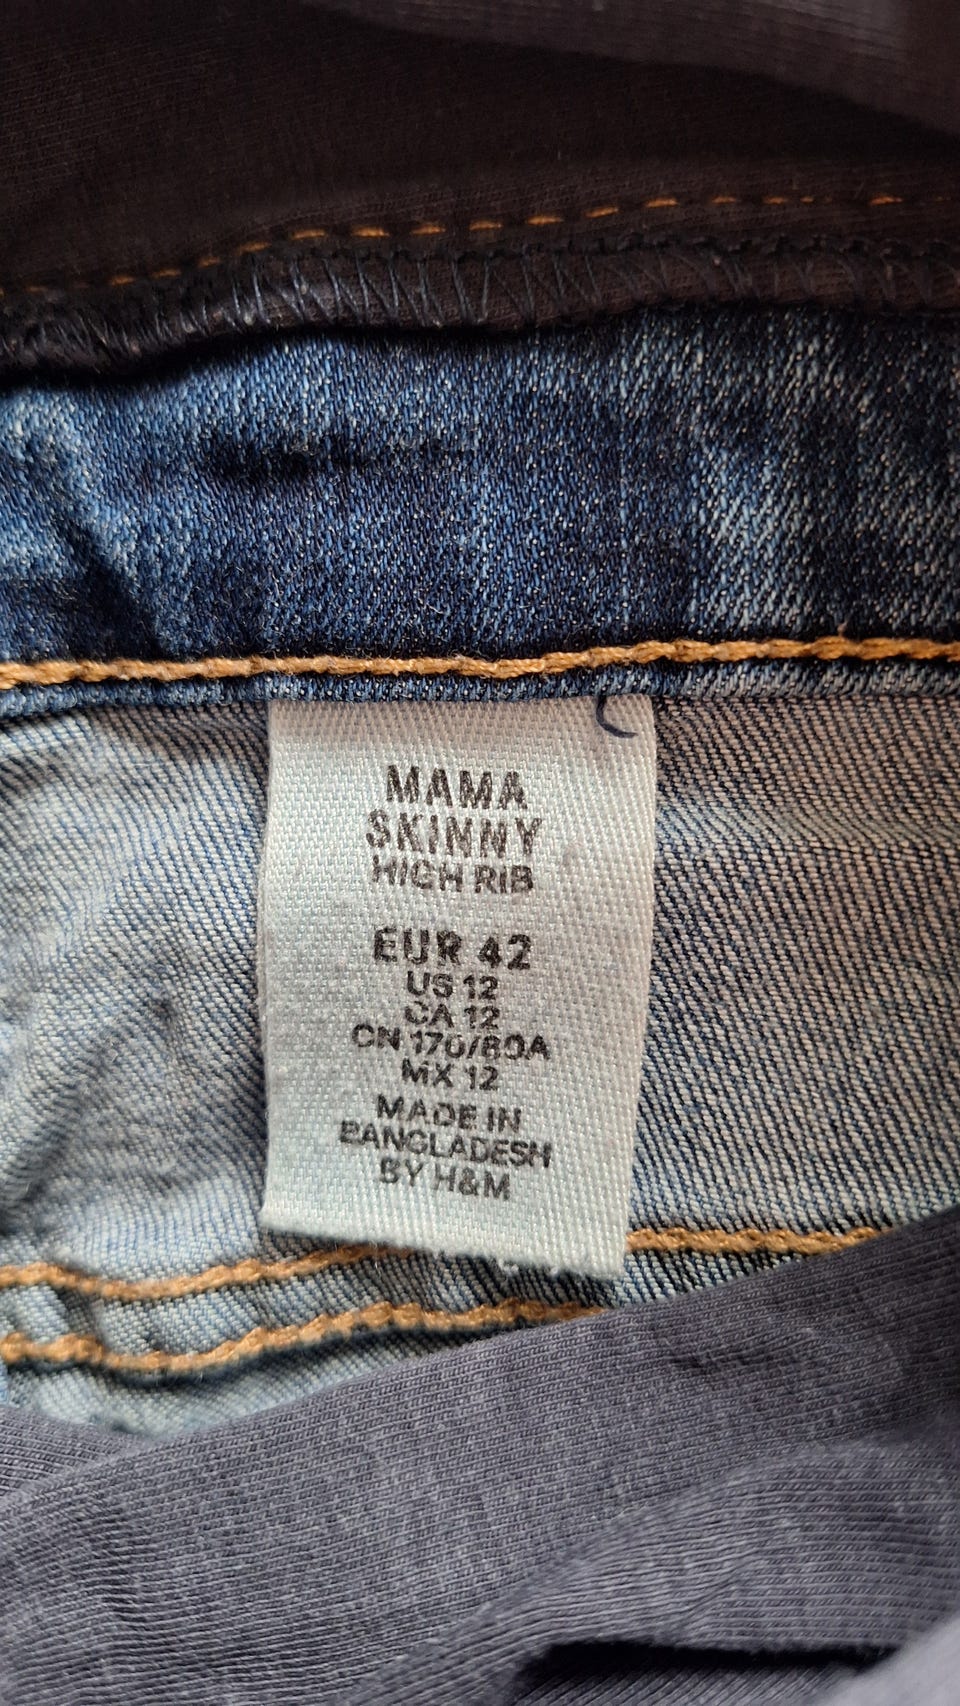 MAMA
SKINNY
HIGH RIB
EUR 42
US 12
CA 12
CN 170/80A
MX 12
MADE IN
BANGLADESH
BY H&M